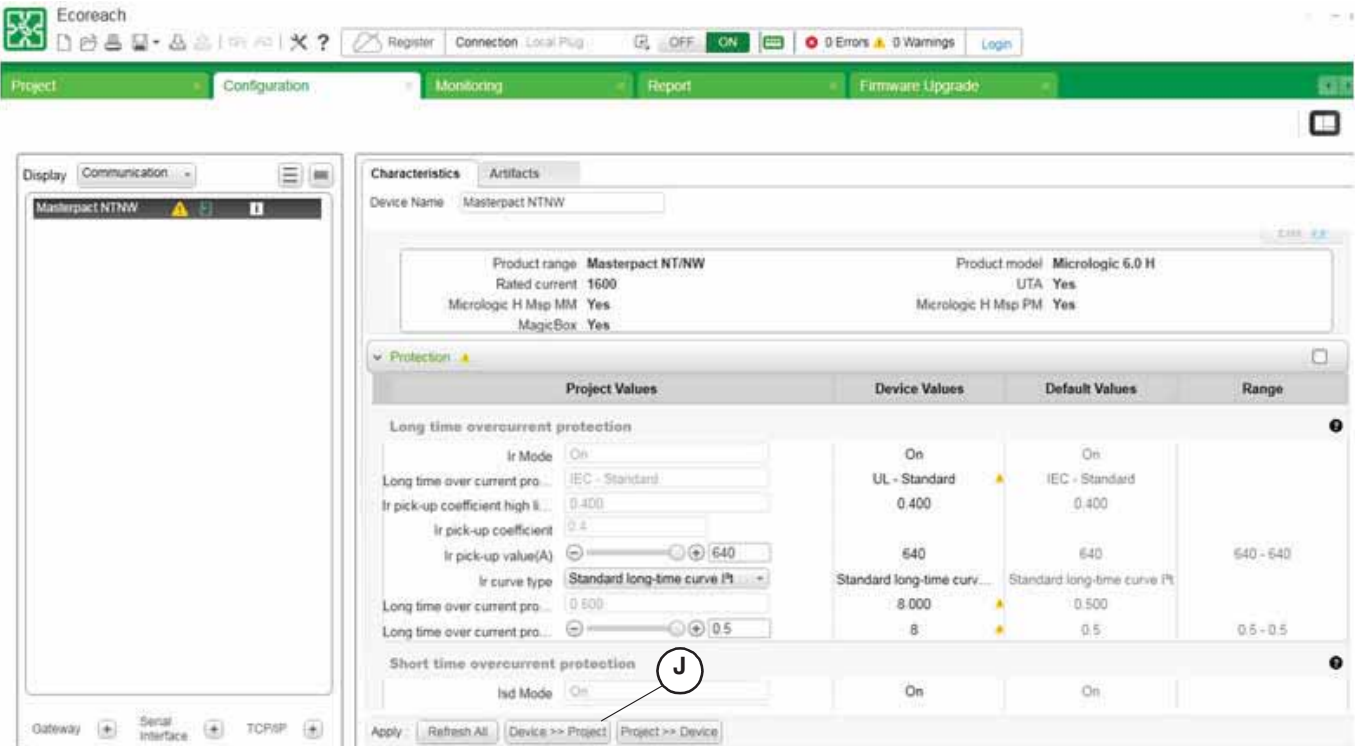 Ecoreach
Register Connection Local Plug OFF ON 0 Errors 0 Warnings Login
Project Configuration Monitoring Report Firmware Upgrade
Display Communication
Masterpact NTNW
Characteristics Artifacts
Device Name Masterpact NTNW
Product range Masterpact NT/NW Product model Micrologic 6.0 H
Rated current 1600 UTA Yes
Micrologic H Msp MM Yes Micrologic H Msp PM Yes
MagicBox Yes
Protection
Project Values Device Values Default Values Range
Long time overcurrent protection
Ir Mode On On On
Long time over current pro... IEC - Standard UL - Standard IEC - Standard
Ir pick-up coefficient high li... 0.400 0.400 0.400
Ir pick-up coefficient 0.4
Ir pick-up value(A) 640 640 640 640 - 640
Ir curve type Standard long-time curve I²t Standard long-time curv... Standard long-time curve I²t
Long time over current pro... 0.500 8.000 0.500
Long time over current pro... 0.5 8 0.5 0.5 - 0.5
Short time overcurrent protection
J
Isd Mode On On On
Gateway Serial Interface TCP/IP
Apply : Refresh All Device >> Project Project >> Device